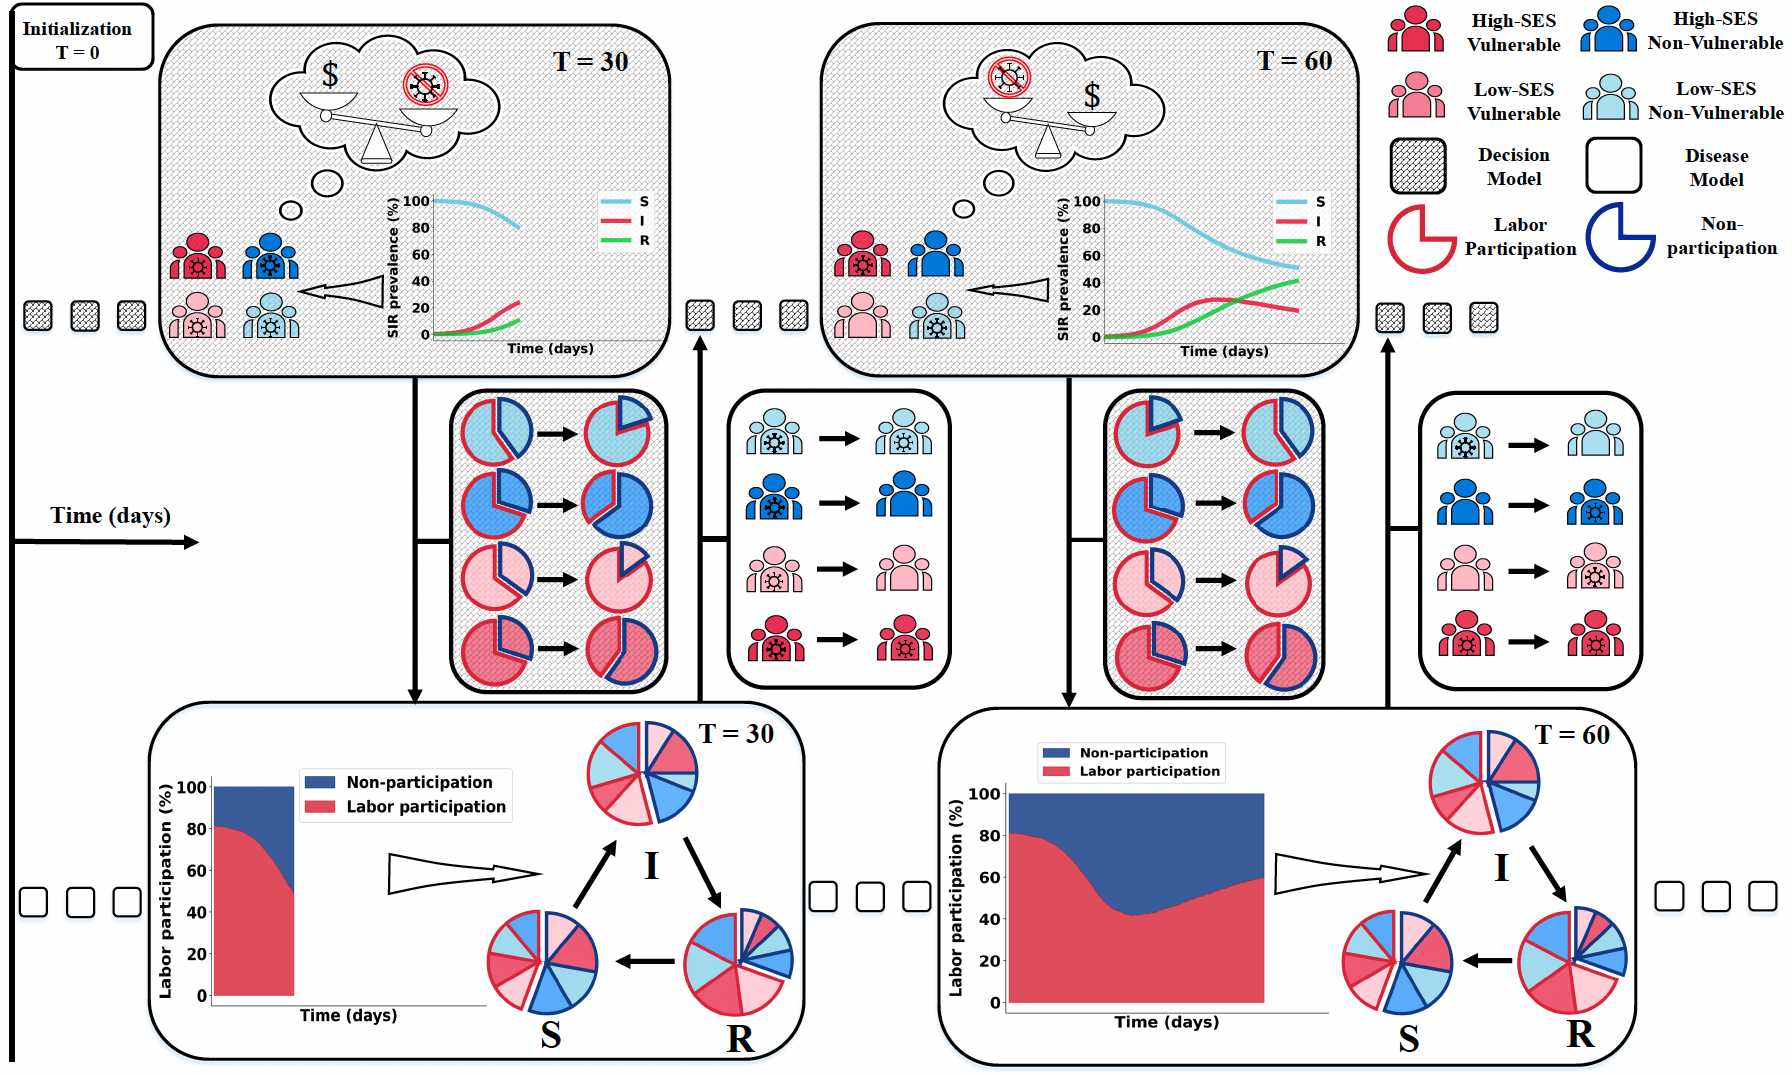 Initialization
T = 0
$
T = 30
SIR prevalence (%)
100
80
60
40
20
0
S
I
R
Time (days)
$
T = 60
SIR prevalence (%)
100
80
60
40
20
0
S
I
R
Time (days)
High-SES
Vulnerable
High-SES
Non-Vulnerable
Low-SES
Vulnerable
Low-SES
Non-Vulnerable
Decision
Model
Disease
Model
Labor
Participation
Non-
participation
Time (days)
T = 30
Labor participation (%)
100
80
60
40
20
0
Non-participation
Labor participation
Time (days)
I
S
R
T = 60
Labor participation (%)
100
80
60
40
20
0
Non-participation
Labor participation
Time (days)
I
S
R